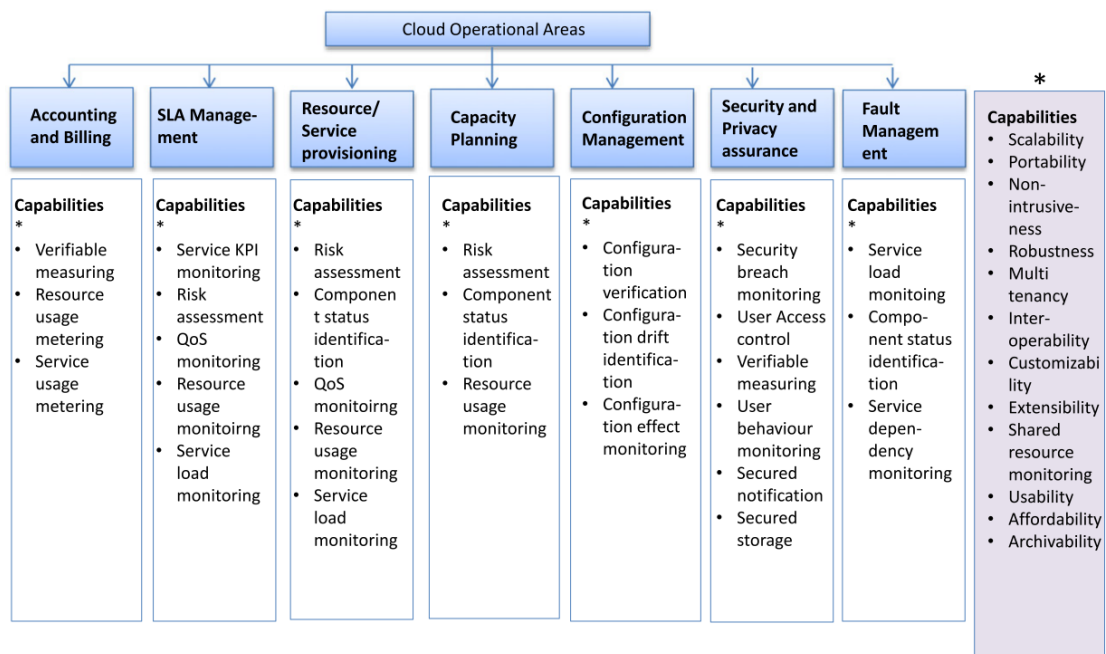 Cloud Operational Areas
Accounting
and Billing
SLA Manage-
ment
Resource/
Service
provisioning
Capacity
Planning
Configuration
Management
Security and
Privacy
assurance
Fault
Managem
ent
Capabilities
*
• Verifiable
measuring
• Resource
usage
metering
• Service
usage
metering
Capabilities
*
• Service KPI
monitoring
• Risk
assessment
• QoS
monitoring
• Resource
usage
monitoirng
• Service
load
monitoring
Capabilities
*
• Risk
assessment
• Componen
t status
identifica-
tion
• QoS
monitoirng
• Resource
usage
monitoring
• Service
load
monitoring
Capabilities
*
• Risk
assessment
• Component
status
identifica-
tion
• Resource
usage
monitoring
Capabilities
*
• Configura-
tion
verification
• Configura-
tion drift
identifica-
tion
• Configura-
tion effect
monitoring
Capabilities
*
• Security
breach
monitoring
• User Access
control
• Verifiable
measuring
• User
behaviour
monitoring
• Secured
notification
• Secured
storage
Capabilities
*
• Service
load
monitoing
• Compo-
nent status
identifica-
tion
• Service
depen-
dency
monitoring
*
Capabilities
• Scalability
• Portability
• Non-
intrusive-
ness
• Robustness
• Multi
tenancy
• Inter-
operability
• Customizabi
lity
• Extensibility
• Shared
resource
monitoring
• Usability
• Affordability
• Archivability